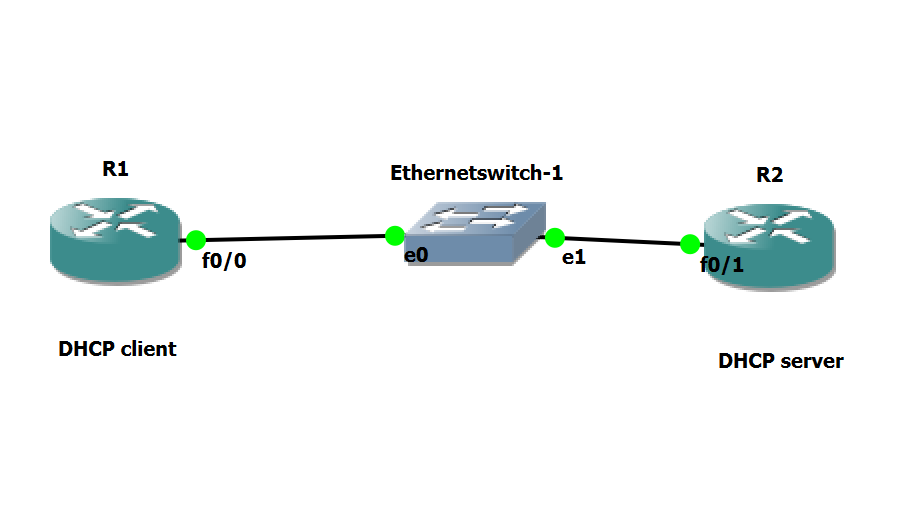 R1
Ethernetswitch-1
R2
f0/0
e0
e1
f0/1
DHCP client
DHCP server